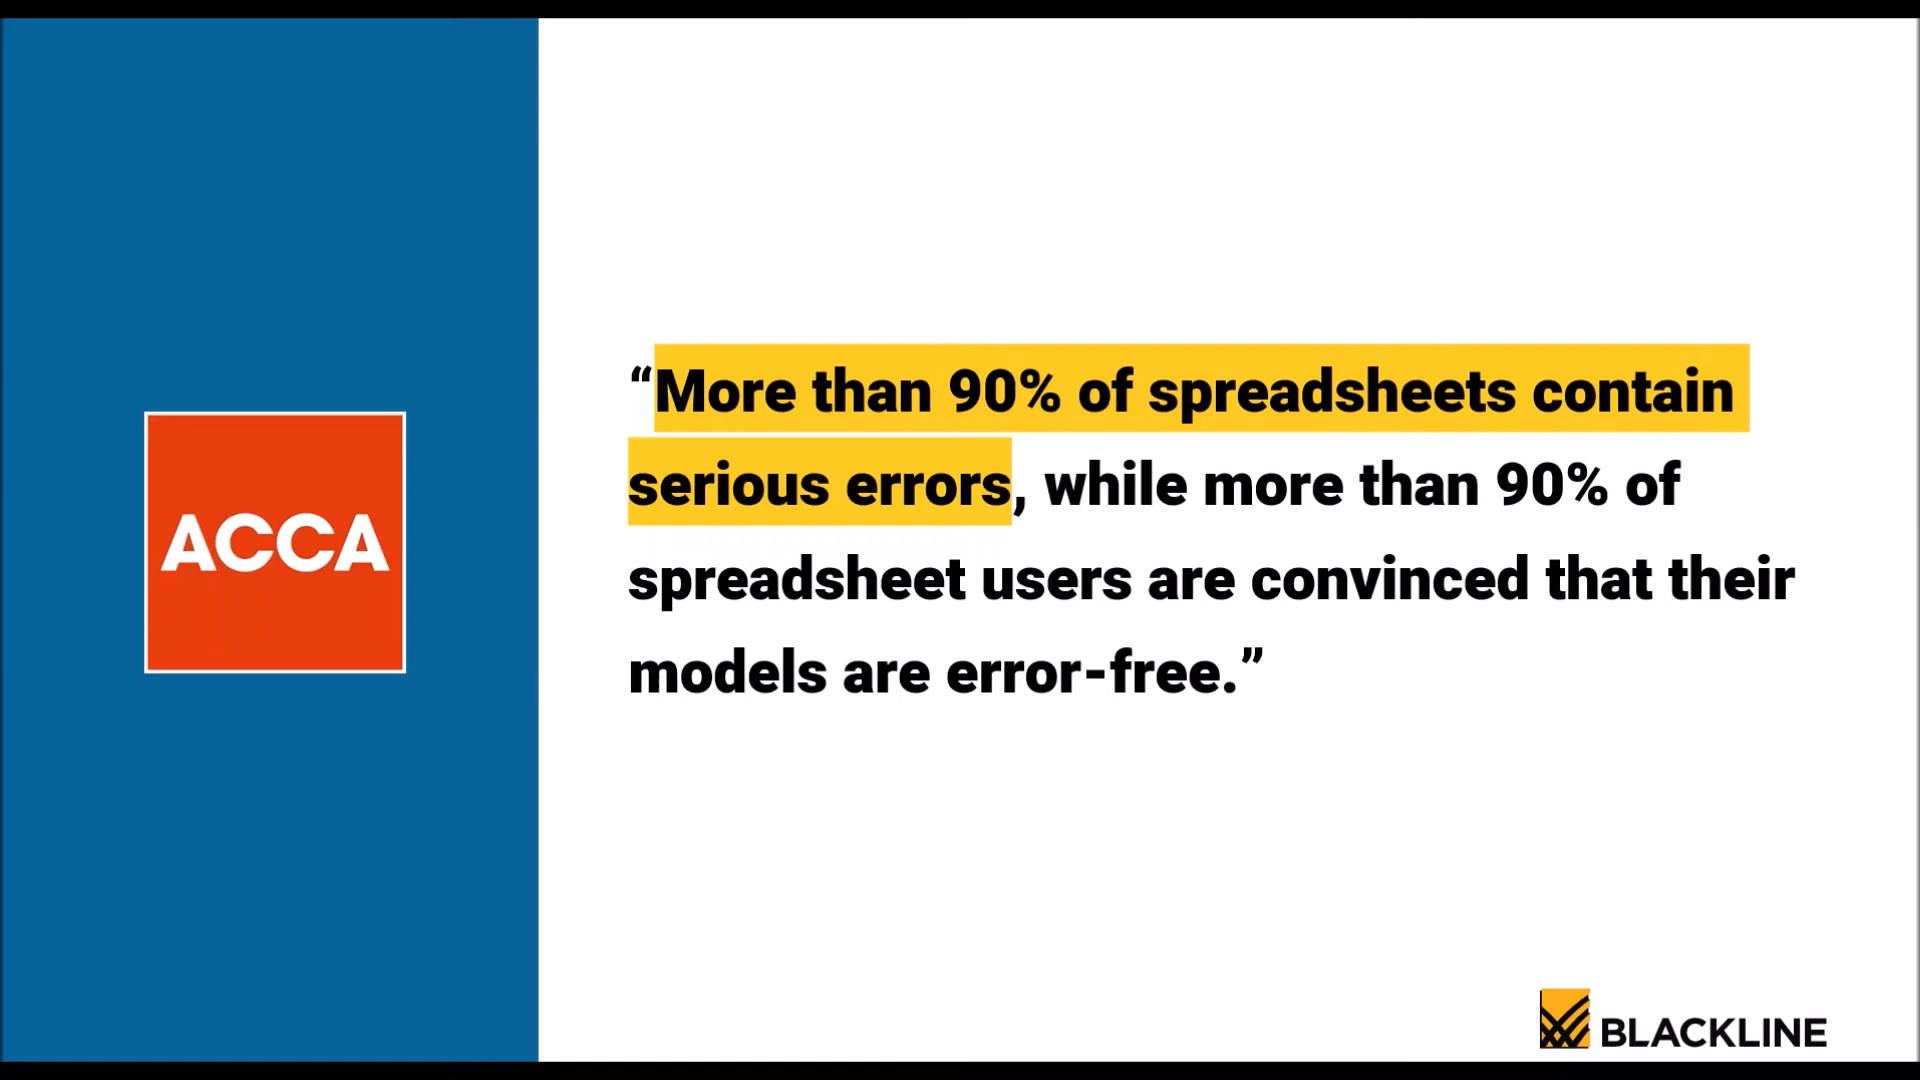 ACCA
“More than 90% of spreadsheets contain
serious errors, while more than 90% of
spreadsheet users are convinced that their
models are error-free.”
BLACKLINE